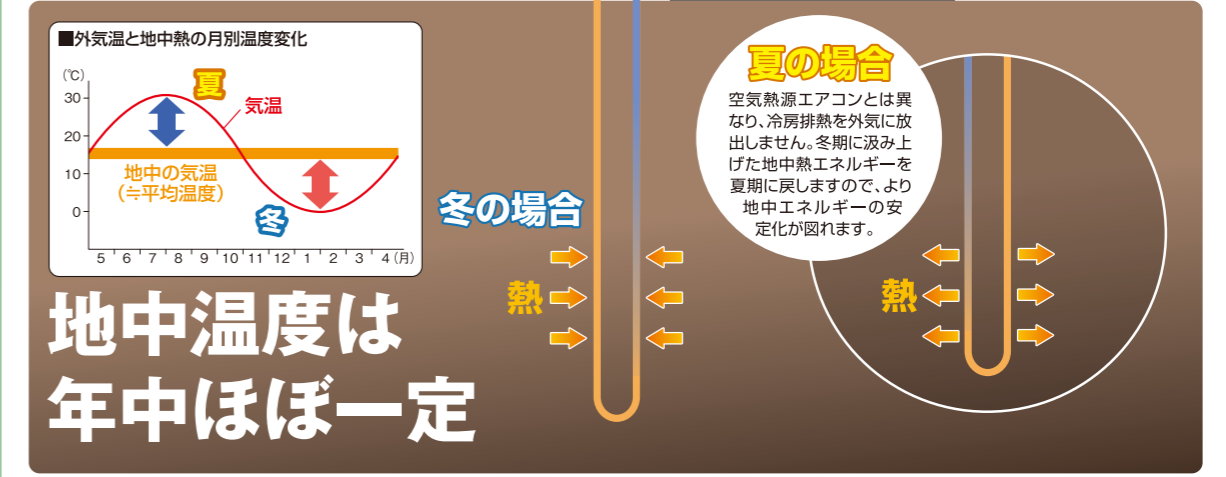 ■外気温と地中熱の月別温度変化
(℃)
30
20
10
0
夏
気温
地中の気温
(≒平均温度)
冬
5 6 7 8 9 10 11 12 1 2 3 4(月)
地中温度は
年中ほぼ一定
冬の場合
熱
夏の場合
空気熱源エアコンとは異
なり、冷房排熱を外気に放
出しません。冬期に汲み上
げた地中熱エネルギーを
夏期に戻しますので、より
地中エネルギーの安
定化が図れます。
熱